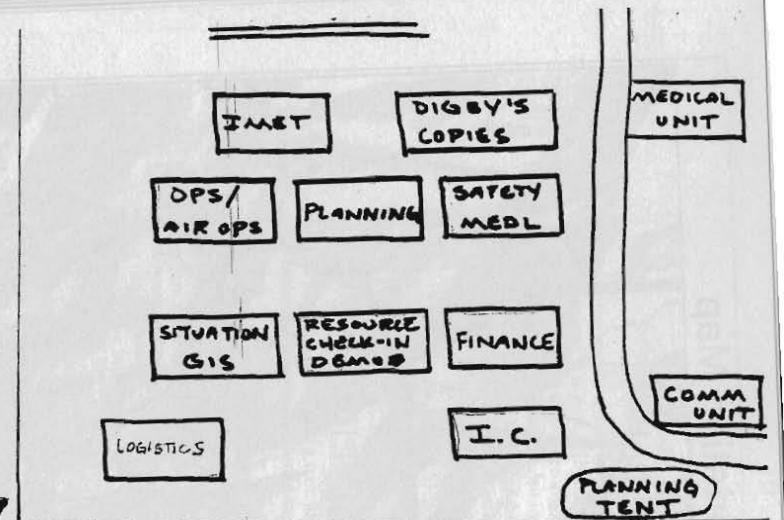 IMET
DIGBY'S
COPIES
MEDICAL
UNIT
OPS/
AIR OPS
PLANNING
SAFETY
MEDL
SITUATION
GIS
RESOURCE
CHECK-IN
DEMOB
FINANCE
COMM
UNIT
LOGISTICS
I.C.
PLANNING
TENT